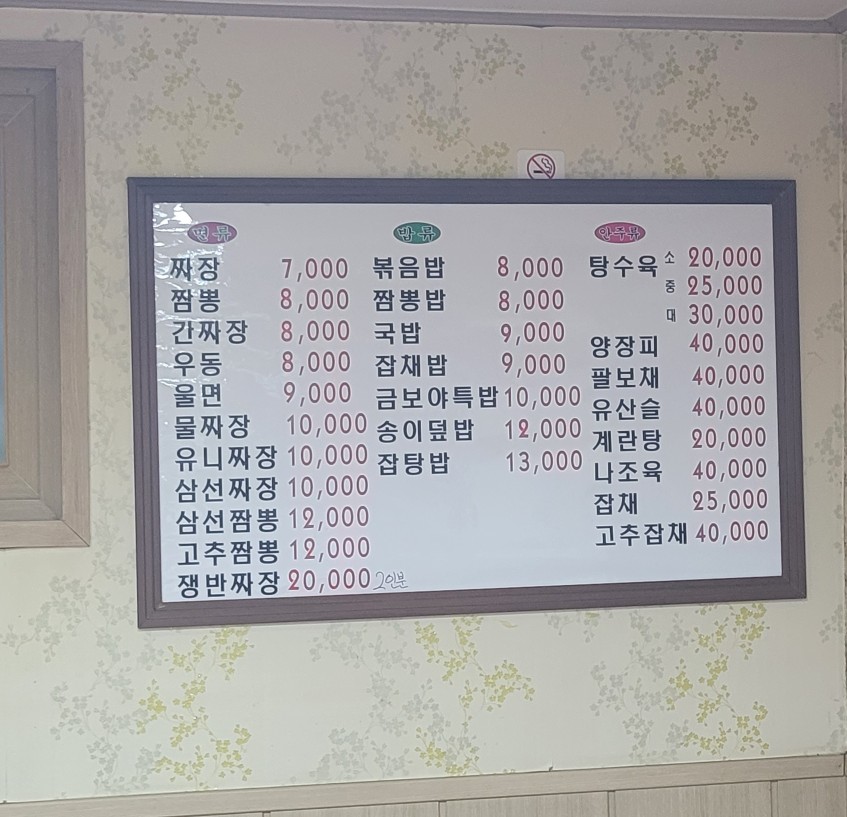 면류
짜장 7,000
짬뽕 8,000
간짜장 8,000
우동 8,000
울면 9,000
물짜장 10,000
유니짜장 10,000
삼선짜장 10,000
삼선짬뽕 12,000
고추짬뽕 12,000
쟁반짜장 20,000 2인분
밥류
볶음밥 8,000
짬뽕밥 8,000
국밥 9,000
잡채밥 9,000
금보야특밥 10,000
송이덮밥 12,000
잡탕밥 13,000
안주류
탕수육 소 20,000
중 25,000
대 30,000
양장피 40,000
팔보채 40,000
유산슬 40,000
계란탕 20,000
나조육 40,000
잡채 25,000
고추잡채 40,000